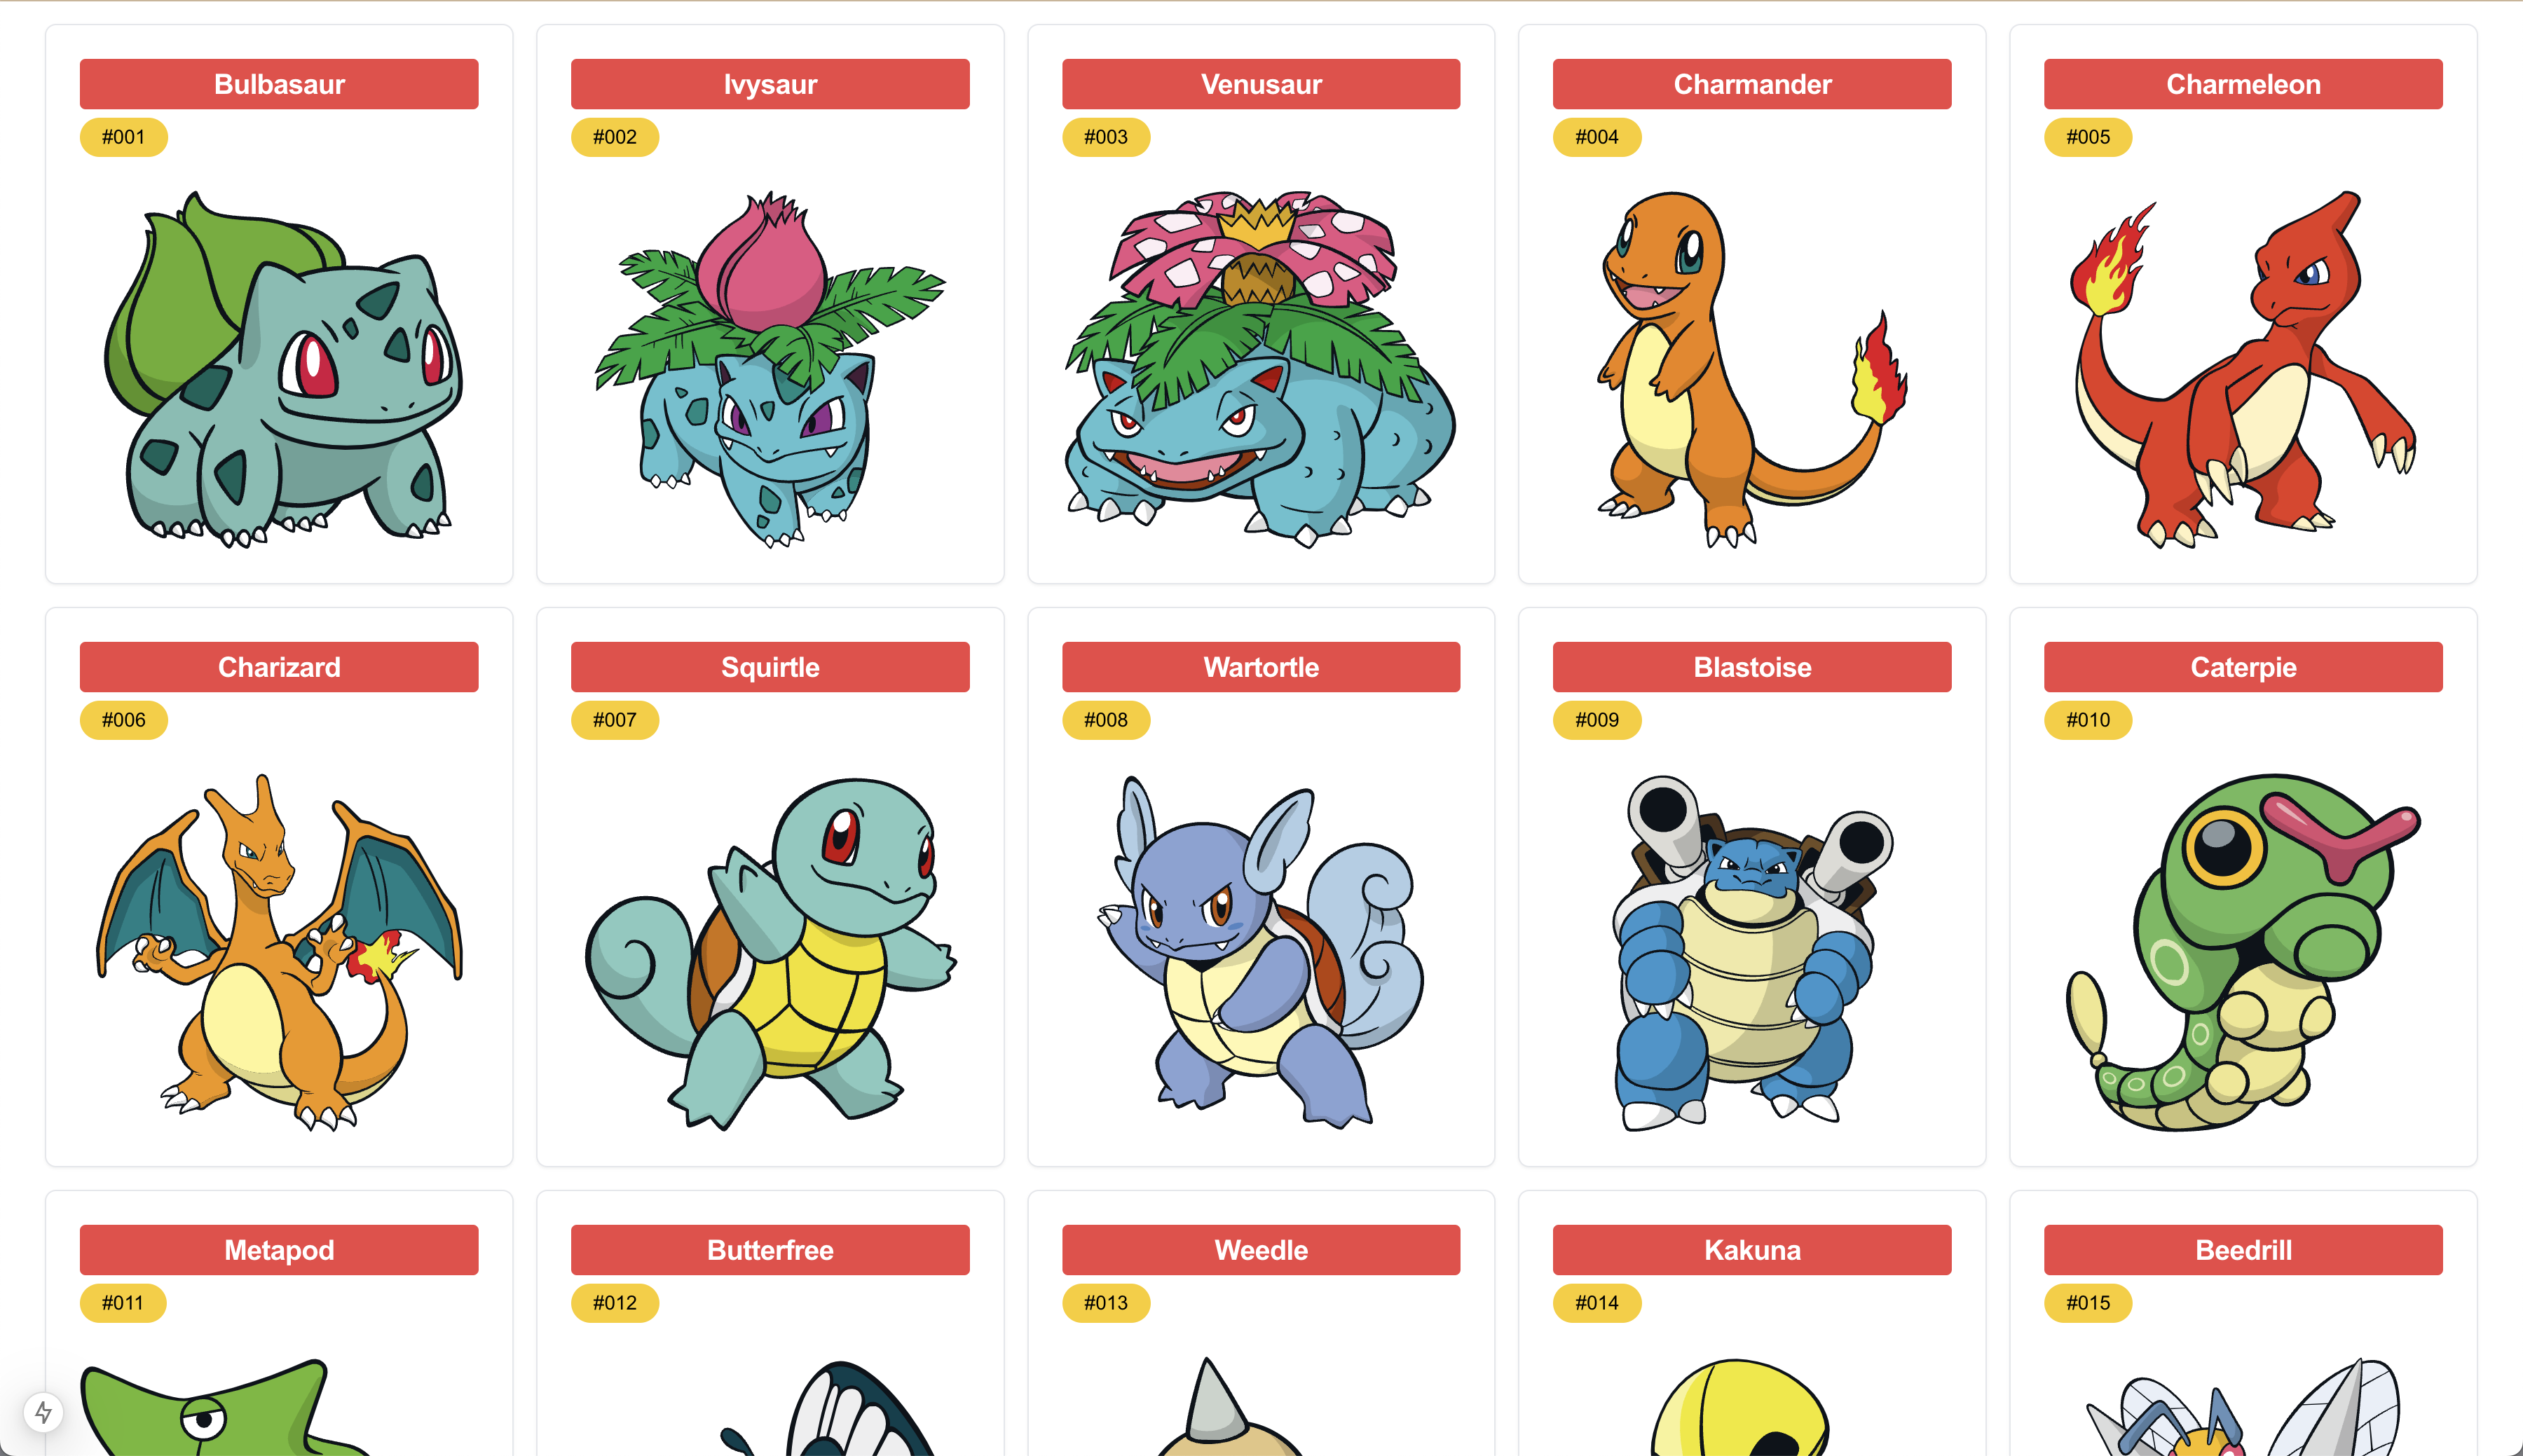 Bulbasaur
#001
Ivysaur
#002
Venusaur
#003
Charmander
#004
Charmeleon
#005
Charizard
#006
Squirtle
#007
Wartortle
#008
Blastoise
#009
Caterpie
#010
Metapod
#011
Butterfree
#012
Weedle
#013
Kakuna
#014
Beedrill
#015